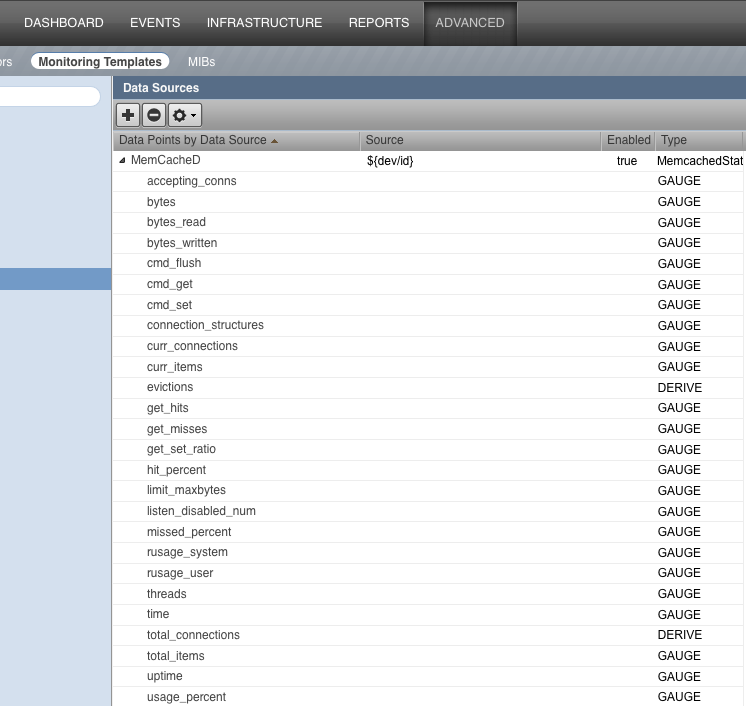 DASHBOARD EVENTS INFRASTRUCTURE REPORTS ADVANCED
ors Monitoring Templates MIBs
Data Sources
Data Points by Data Source Source Enabled Type
MemCacheD ${dev/id} true MemcachedStat
accepting_conns GAUGE
bytes GAUGE
bytes_read GAUGE
bytes_written GAUGE
cmd_flush GAUGE
cmd_get GAUGE
cmd_set GAUGE
connection_structures GAUGE
curr_connections GAUGE
curr_items GAUGE
evictions DERIVE
get_hits GAUGE
get_misses GAUGE
get_set_ratio GAUGE
hit_percent GAUGE
limit_maxbytes GAUGE
listen_disabled_num GAUGE
missed_percent GAUGE
rusage_system GAUGE
rusage_user GAUGE
threads GAUGE
time GAUGE
total_connections DERIVE
total_items GAUGE
uptime GAUGE
usage_percent GAUGE